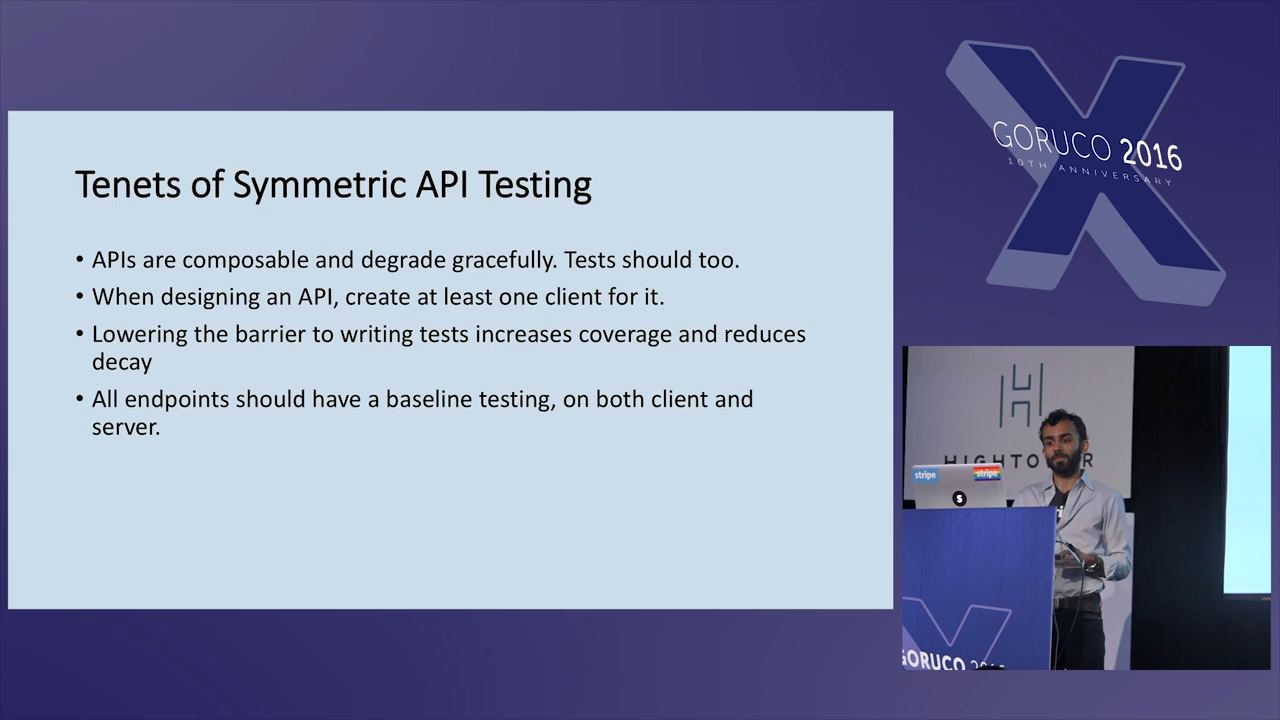 Tenets of Symmetric API Testing
• APIs are composable and degrade gracefully. Tests should too.
• When designing an API, create at least one client for it.
• Lowering the barrier to writing tests increases coverage and reduces
decay
• All endpoints should have a baseline testing, on both client and
server.
GORUCO 2016
10TH ANNIVERSARY
stripe
stripe
S
GORUCO 2016